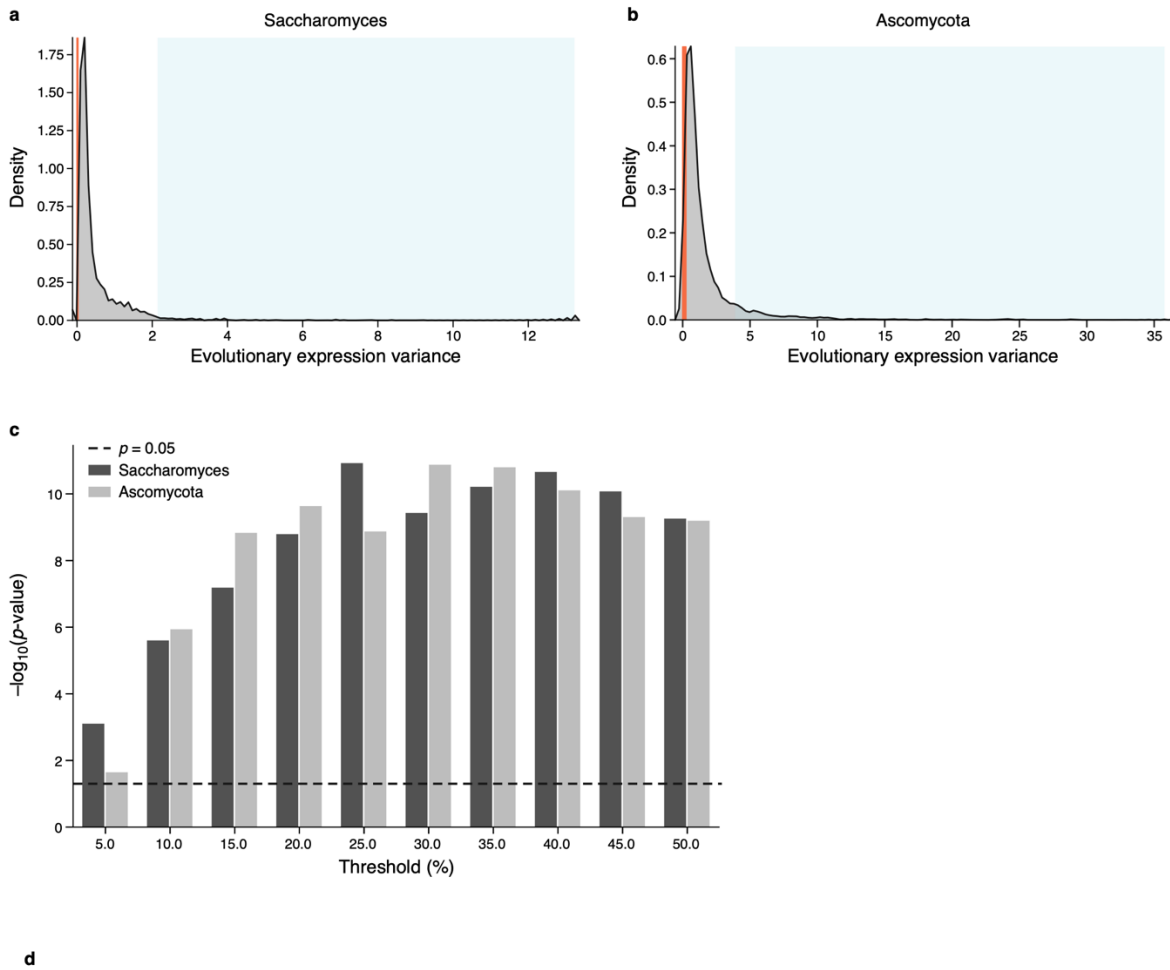 a
Saccharomyces
1.75
1.50
1.25
1.00
0.75
0.50
0.25
0.00
Density
0 2 4 6 8 10 12
Evolutionary expression variance
b
Ascomycota
0.6
0.5
0.4
0.3
0.2
0.1
0.0
Density
0 5 10 15 20 25 30 35
Evolutionary expression variance
c
p = 0.05
Saccharomyces
Ascomycota
10
8
6
4
2
0
–log10(p-value)
5.0 10.0 15.0 20.0 25.0 30.0 35.0 40.0 45.0 50.0
Threshold (%)
d